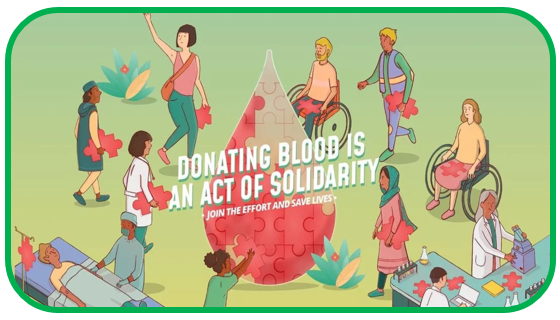 DONATING BLOOD IS
AN ACT OF SOLIDARITY
• JOIN THE EFFORT AND SAVE LIVES •